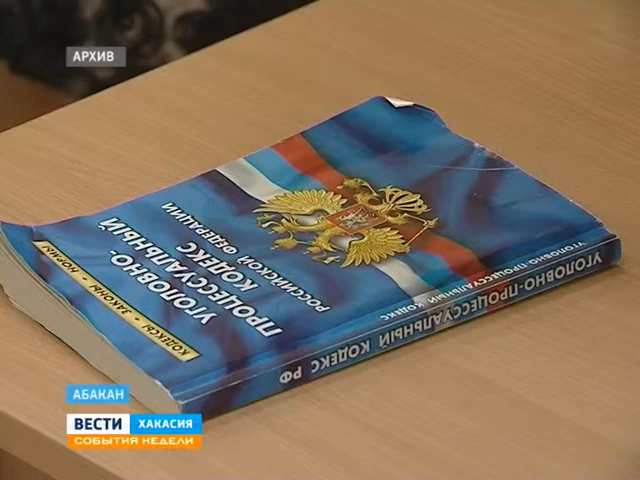 АРХИВ
УГОЛОВНО-
ПРОЦЕССУАЛЬНЫЙ
КОДЕКС
РОССИЙСКОЙ ФЕДЕРАЦИИ
КОДЕКСЫ • ЗАКОНЫ • НОРМЫ
УГОЛОВНО-ПРОЦЕССУАЛЬНЫЙ КОДЕКС
УГОЛОВНО-ПРОЦЕССУАЛЬНЫЙ КОДЕКС РФ
АБАКАН
ВЕСТИ ХАКАСИЯ
СОБЫТИЯ НЕДЕЛИ